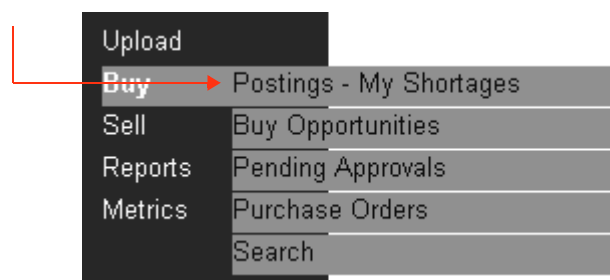 Upload
Buy Postings - My Shortages
Sell Buy Opportunities
Reports Pending Approvals
Metrics Purchase Orders
Search